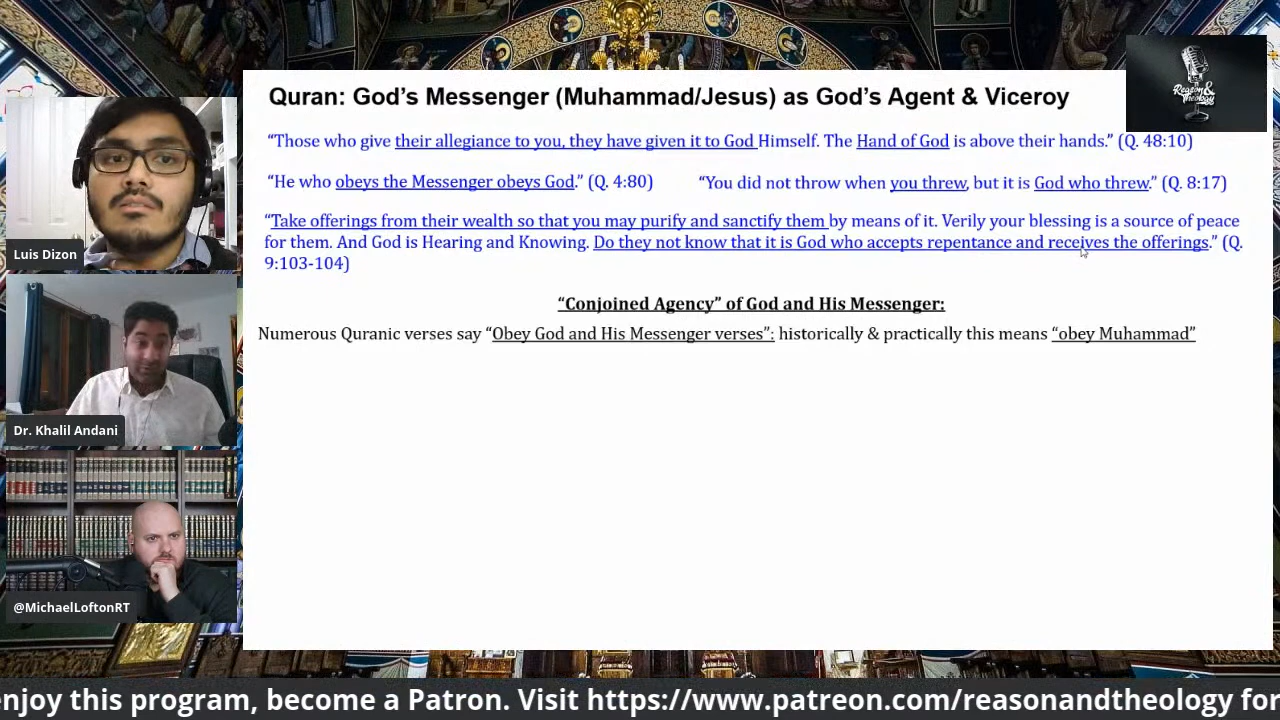 Quran: God’s Messenger (Muhammad/Jesus) as God’s Agent & Viceroy
Reason & Theology
“Those who give their allegiance to you, they have given it to God Himself. The Hand of God is above their hands.” (Q. 48:10)
“He who obeys the Messenger obeys God.” (Q. 4:80)
“You did not throw when you threw, but it is God who threw.” (Q. 8:17)
“Take offerings from their wealth so that you may purify and sanctify them by means of it. Verily your blessing is a source of peace
for them. And God is Hearing and Knowing. Do they not know that it is God who accepts repentance and receives the offerings.” (Q.
9:103-104)
“Conjoined Agency” of God and His Messenger:
Numerous Quranic verses say “Obey God and His Messenger verses”: historically & practically this means “obey Muhammad”
Luis Dizon
Dr. Khalil Andani
@MichaelLoftonRT
enjoy this program, become a Patron. Visit https://www.patreon.com/reasonandtheology for